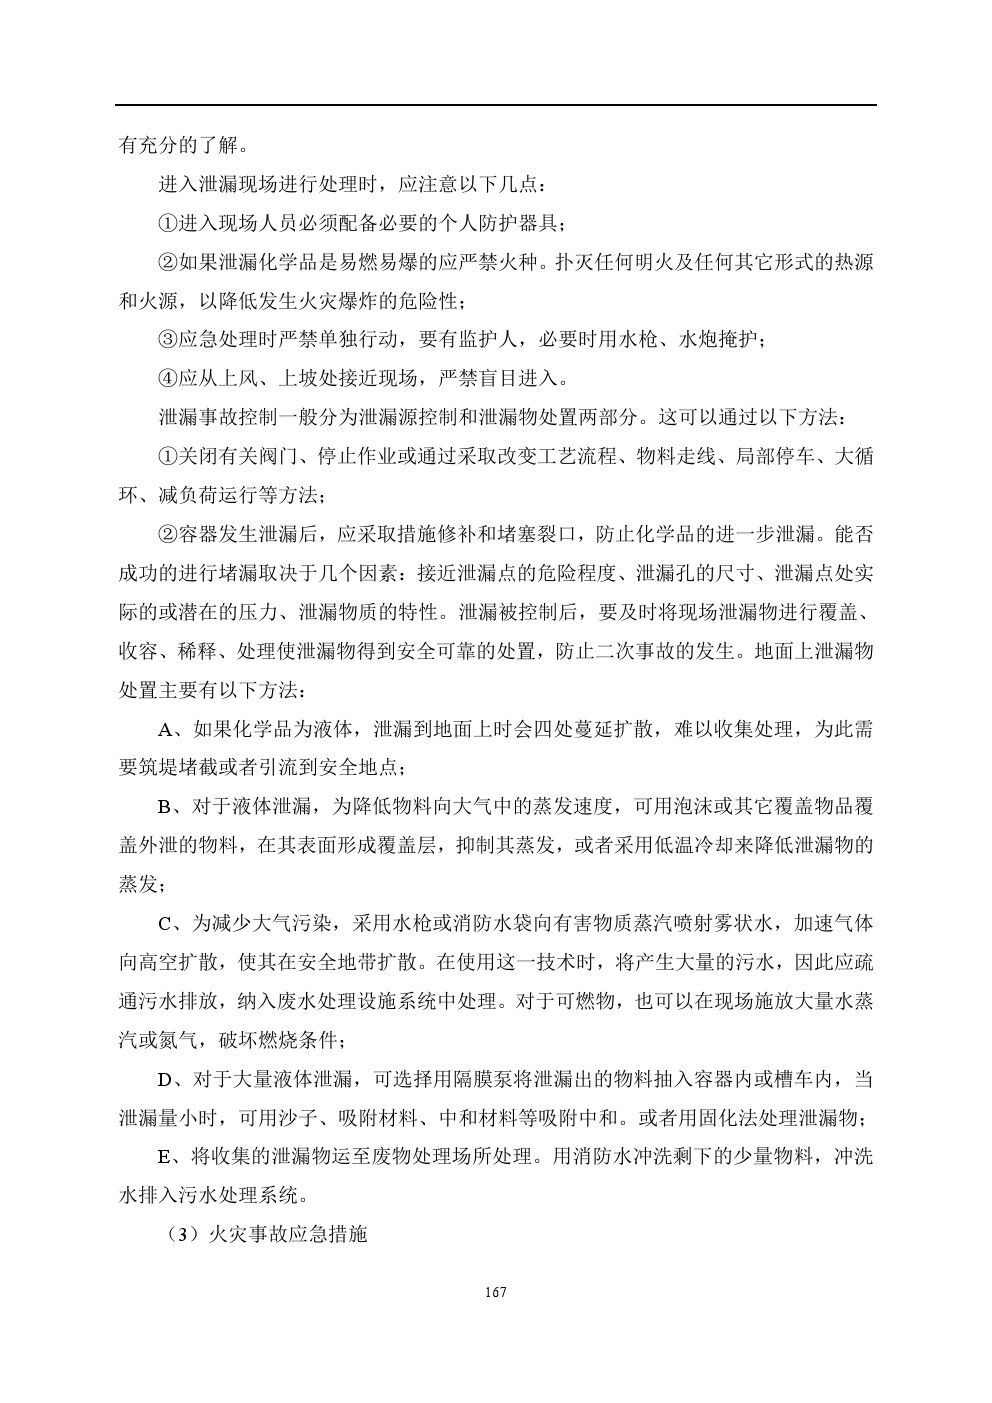 有充分的了解。
进入泄漏现场进行处理时，应注意以下几点：
①进入现场人员必须配备必要的个人防护器具；
②如果泄漏化学品是易燃易爆的应严禁火种。扑灭任何明火及任何其它形式的热源
和火源，以降低发生火灾爆炸的危险性；
③应急处理时严禁单独行动，要有监护人，必要时用水枪、水炮掩护；
④应从上风、上坡处接近现场，严禁盲目进入。
泄漏事故控制一般分为泄漏源控制和泄漏物处置两部分。这可以通过以下方法：
①关闭有关阀门、停止作业或通过采取改变工艺流程、物料走线、局部停车、大循
环、减负荷运行等方法；
②容器发生泄漏后，应采取措施修补和堵塞裂口，防止化学品的进一步泄漏。能否
成功的进行堵漏取决于几个因素：接近泄漏点的危险程度、泄漏孔的尺寸、泄漏点处实
际的或潜在的压力、泄漏物质的特性。泄漏被控制后，要及时将现场泄漏物进行覆盖、
收容、稀释、处理使泄漏物得到安全可靠的处置，防止二次事故的发生。地面上泄漏物
处置主要有以下方法：
A、如果化学品为液体，泄漏到地面上时会四处蔓延扩散，难以收集处理，为此需
要筑堤堵截或者引流到安全地点；
B、对于液体泄漏，为降低物料向大气中的蒸发速度，可用泡沫或其它覆盖物品覆
盖外泄的物料，在其表面形成覆盖层，抑制其蒸发，或者采用低温冷却来降低泄漏物的
蒸发；
C、为减少大气污染，采用水枪或消防水袋向有害物质蒸汽喷射雾状水，加速气体
向高空扩散，使其在安全地带扩散。在使用这一技术时，将产生大量的污水，因此应疏
通污水排放，纳入废水处理设施系统中处理。对于可燃物，也可以在现场施放大量水蒸
汽或氮气，破坏燃烧条件；
D、对于大量液体泄漏，可选择用隔膜泵将泄漏出的物料抽入容器内或槽车内，当
泄漏量小时，可用沙子、吸附材料、中和材料等吸附中和。或者用固化法处理泄漏物；
E、将收集的泄漏物运至废物处理场所处理。用消防水冲洗剩下的少量物料，冲洗
水排入污水处理系统。
（3）火灾事故应急措施
167